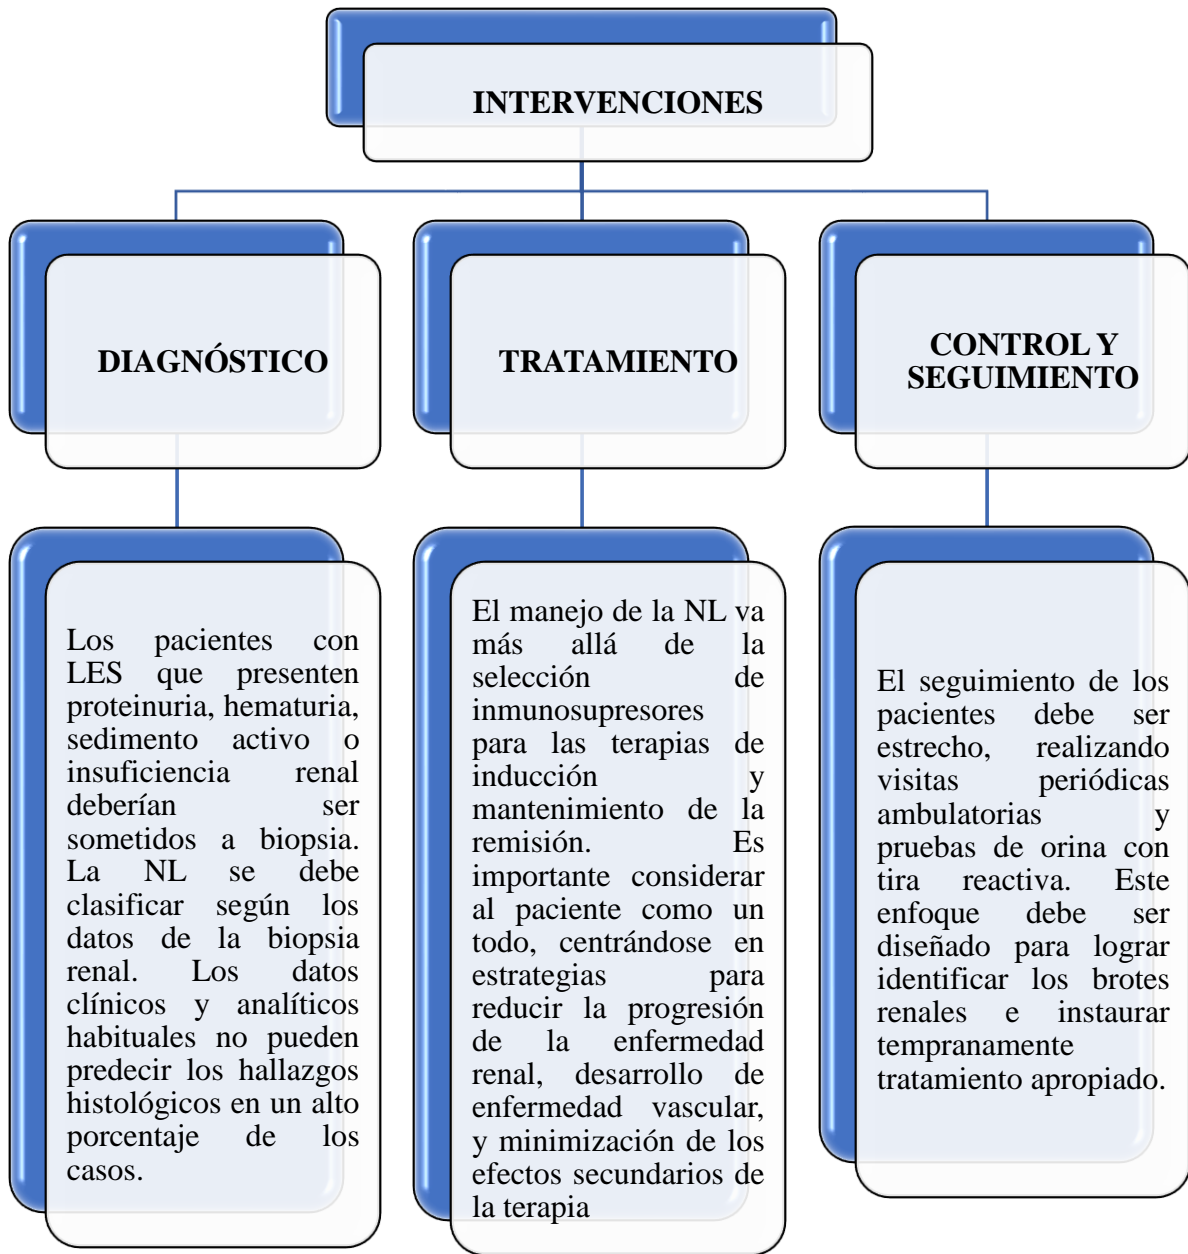 INTERVENCIONES
DIAGNÓSTICO
TRATAMIENTO
CONTROL Y
SEGUIMIENTO
Los pacientes con
LES que presenten
proteinuria, hematuria,
sedimento activo o
insuficiencia renal
deberían ser
sometidos a biopsia.
La NL se debe
clasificar según los
datos de la biopsia
renal. Los datos
clínicos y analíticos
habituales no pueden
predecir los hallazgos
histológicos en un alto
porcentaje de los
casos.
El manejo de la NL va
más allá de la
selección de
inmunosupresores
para las terapias de
inducción y
mantenimiento de la
remisión. Es
importante considerar
al paciente como un
todo, centrándose en
estrategias para
reducir la progresión
de la enfermedad
renal, desarrollo de
enfermedad vascular,
y minimización de los
efectos secundarios de
la terapia
El seguimiento de los
pacientes debe ser
estrecho, realizando
visitas periódicas
ambulatorias y
pruebas de orina con
tira reactiva. Este
enfoque debe ser
diseñado para lograr
identificar los brotes
renales e instaurar
tempranamente
tratamiento apropiado.